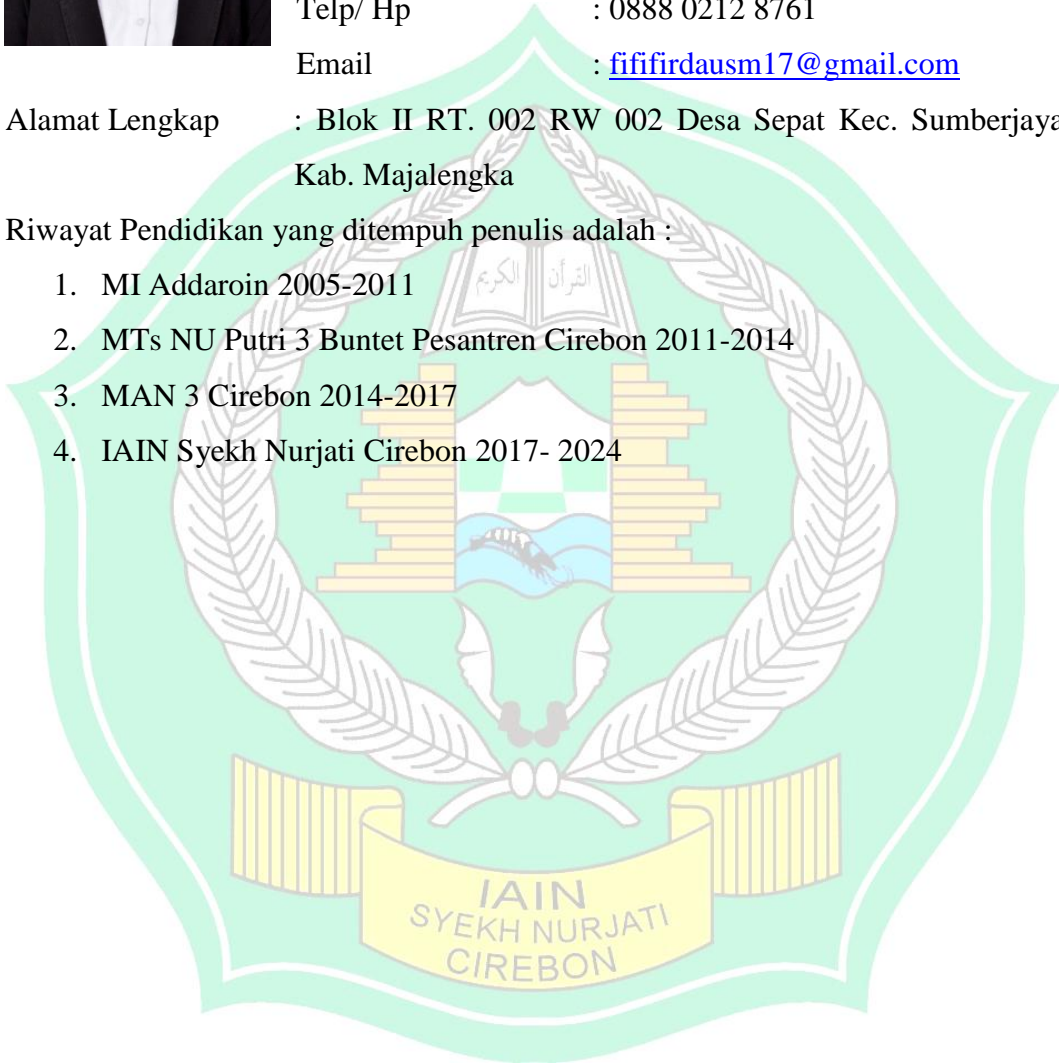 Telp/ Hp : 0888 0212 8761
Email : fififirdausm17@gmail.com
Alamat Lengkap : Blok II RT. 002 RW 002 Desa Sepat Kec. Sumberjaya
Kab. Majalengka
Riwayat Pendidikan yang ditempuh penulis adalah :
1. MI Addaroin 2005-2011
2. MTs NU Putri 3 Buntet Pesantren Cirebon 2011-2014
3. MAN 3 Cirebon 2014-2017
4. IAIN Syekh Nurjati Cirebon 2017- 2024
القرآن الكريم
IAIN
SYEKH NURJATI
CIREBON